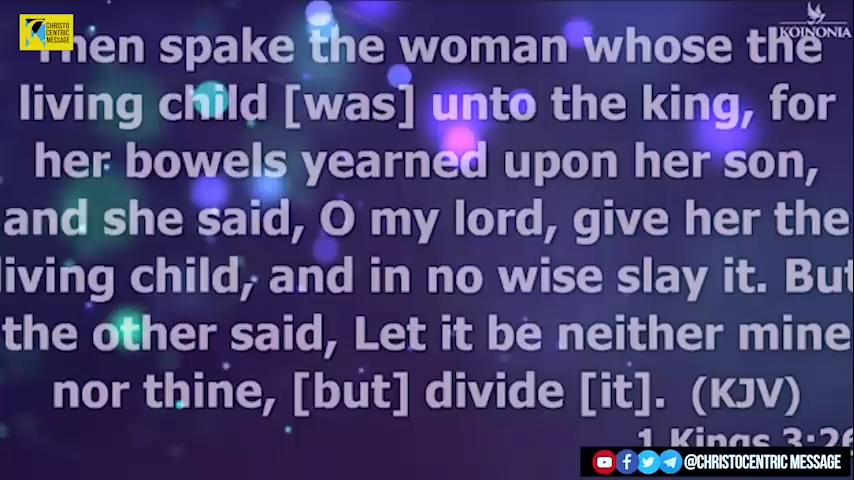 CHRISTO
CENTRIC
MESSAGE
KOINONIA
Then spake the woman whose the
living child [was] unto the king, for
her bowels yearned upon her son,
and she said, O my lord, give her the
living child, and in no wise slay it. But
the other said, Let it be neither mine
nor thine, [but] divide [it]. (KJV)
1 Kings 3:26
@CHRISTOCENTRIC MESSAGE